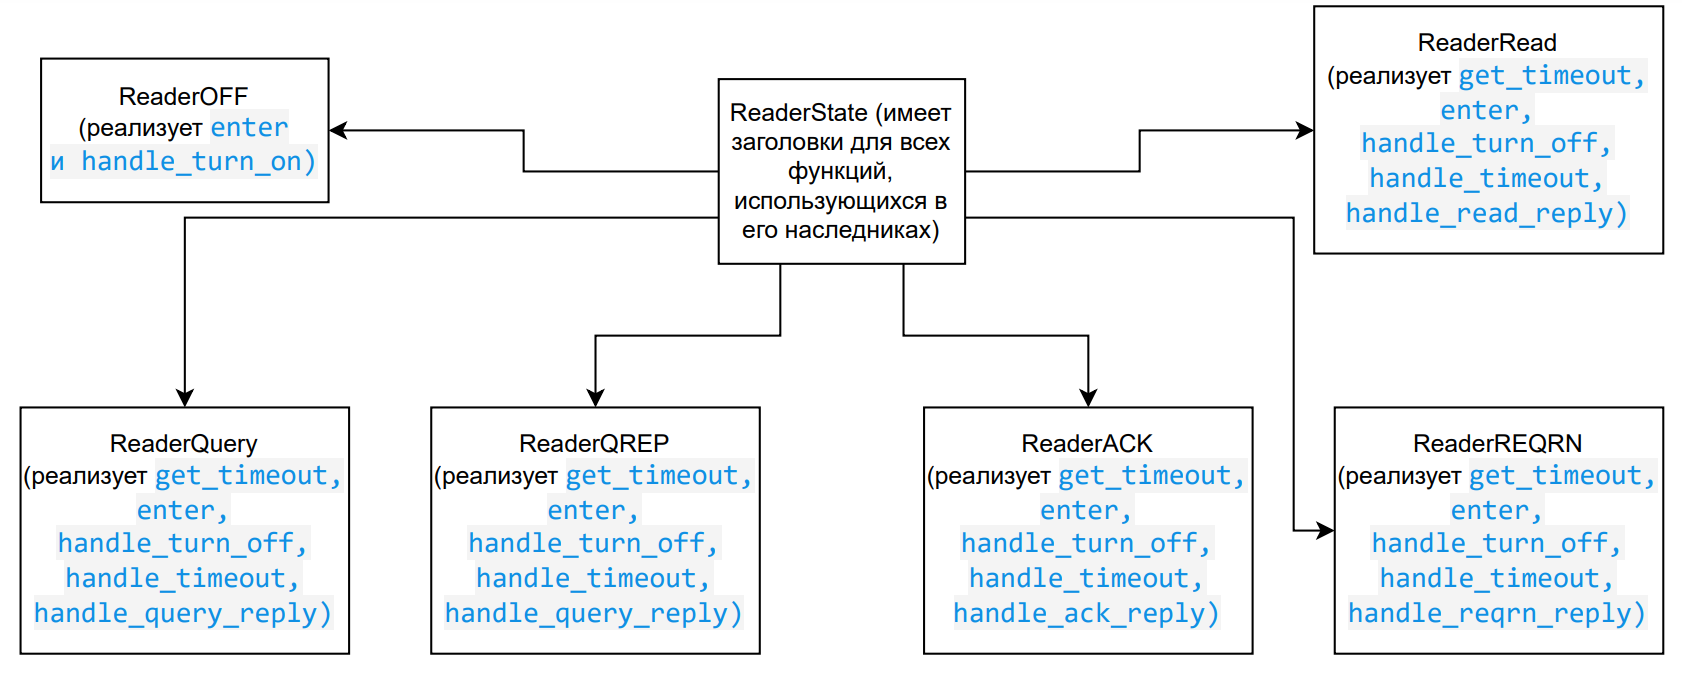 ReaderOFF
(реализует enter
и handle_turn_on)
ReaderState (имеет
заголовки для всех
функций,
использующихся в
его наследниках)
ReaderRead
(реализует get_timeout,
enter,
handle_turn_off,
handle_timeout,
handle_read_reply)
ReaderQuery
(реализует get_timeout,
enter,
handle_turn_off,
handle_timeout,
handle_query_reply)
ReaderQREP
(реализует get_timeout,
enter,
handle_turn_off,
handle_timeout,
handle_query_reply)
ReaderACK
(реализует get_timeout,
enter,
handle_turn_off,
handle_timeout,
handle_ack_reply)
ReaderREQRN
(реализует get_timeout,
enter,
handle_turn_off,
handle_timeout,
handle_reqrn_reply)